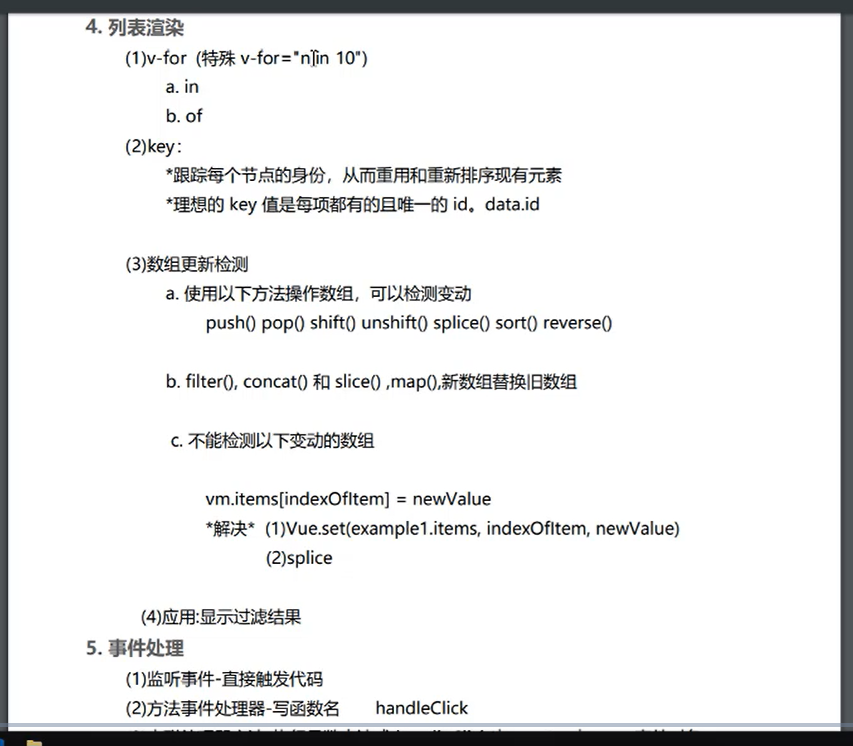 4. 列表渲染
(1)v-for (特殊 v-for="n in 10")
a. in
b. of
(2)key：
*跟踪每个节点的身份，从而重用和重新排序现有元素
*理想的 key 值是每项都有的且唯一的 id。data.id
(3)数组更新检测
a. 使用以下方法操作数组，可以检测变动
push() pop() shift() unshift() splice() sort() reverse()
b. filter(), concat() 和 slice() ,map(),新数组替换旧数组
c. 不能检测以下变动的数组
vm.items[indexOfItem] = newValue
*解决* (1)Vue.set(example1.items, indexOfItem, newValue)
(2)splice
(4)应用:显示过滤结果
5. 事件处理
(1)监听事件-直接触发代码
(2)方法事件处理器-写函数名 handleClick